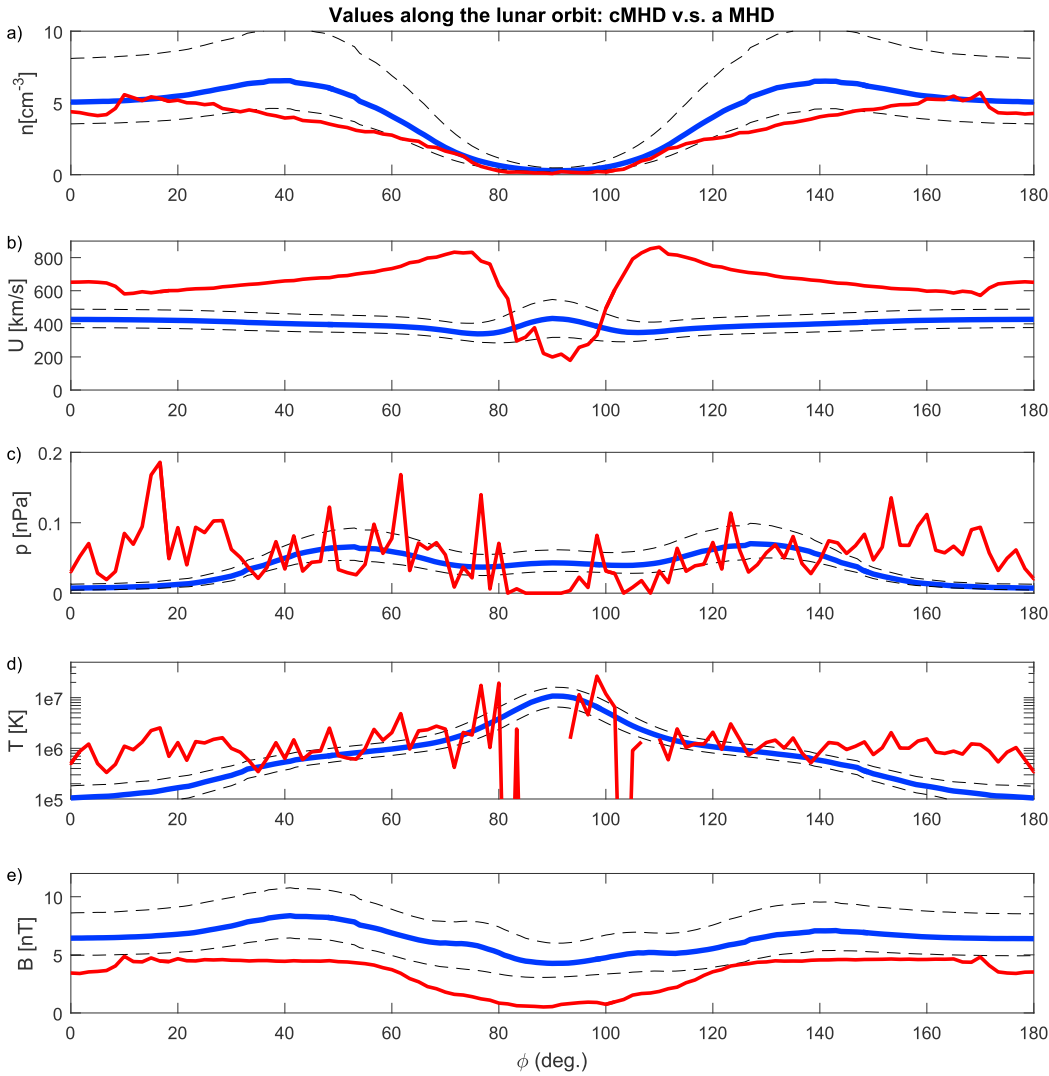 Values along the lunar orbit: cMHD v.s. a MHD
a)
n[cm⁻³]
10
5
0
0 20 40 60 80 100 120 140 160 180
b)
U [km/s]
800
600
400
200
0
0 20 40 60 80 100 120 140 160 180
c)
p [nPa]
0.2
0.1
0
0 20 40 60 80 100 120 140 160 180
d)
T [K]
1e7
1e6
1e5
0 20 40 60 80 100 120 140 160 180
e)
B [nT]
10
5
0
0 20 40 60 80 100 120 140 160 180
ϕ (deg.)